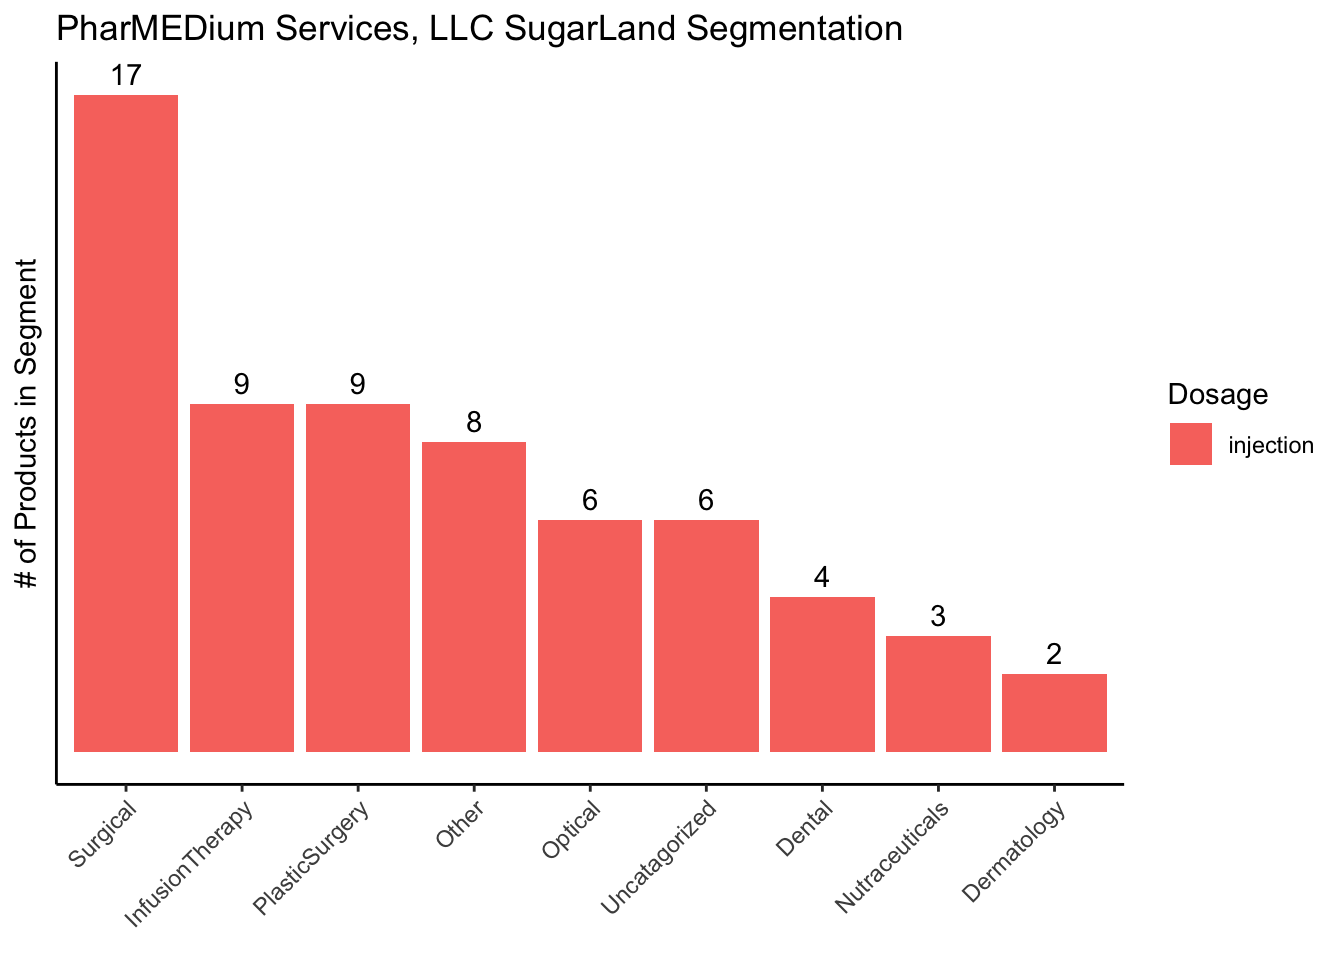 PharMEDium Services, LLC SugarLand Segmentation
# of Products in Segment
17
9
9
8
6
6
4
3
2
Surgical
InfusionTherapy
PlasticSurgery
Other
Optical
Uncatagorized
Dental
Nutraceuticals
Dermatology
Dosage
injection